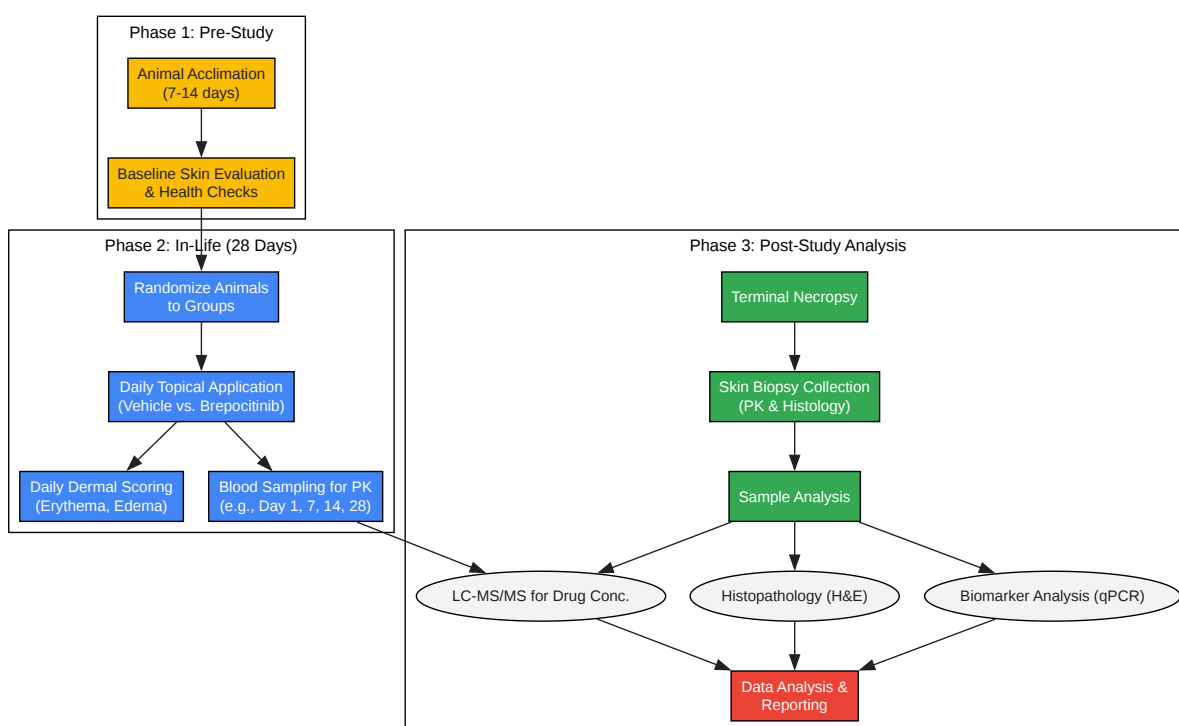 Phase 1: Pre-Study
Animal Acclimation
(7-14 days)
Baseline Skin Evaluation
& Health Checks
Phase 2: In-Life (28 Days)
Randomize Animals
to Groups
Daily Topical Application
(Vehicle vs. Brepocitinib)
Daily Dermal Scoring
(Erythema, Edema)
Blood Sampling for PK
(e.g., Day 1, 7, 14, 28)
Phase 3: Post-Study Analysis
Terminal Necropsy
Skin Biopsy Collection
(PK & Histology)
Sample Analysis
LC-MS/MS for Drug Conc.
Histopathology (H&E)
Biomarker Analysis (qPCR)
Data Analysis &
Reporting